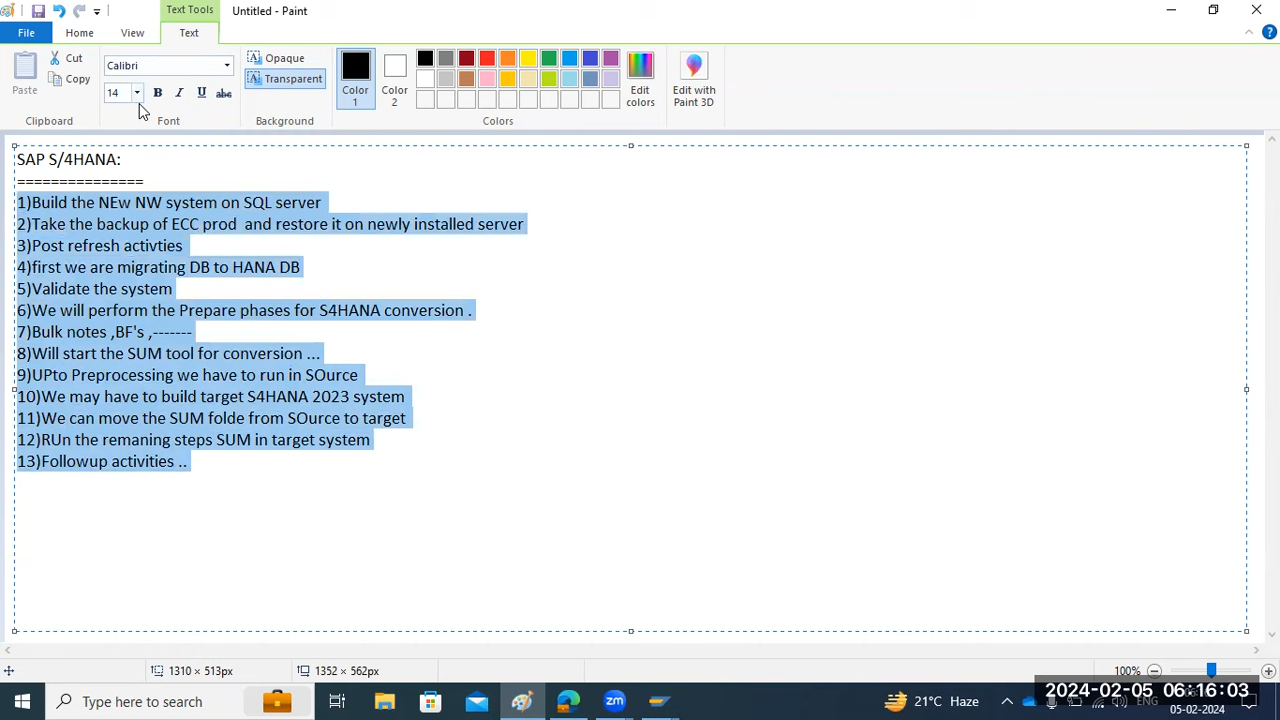 Text Tools
Untitled - Paint
File
Home
View
Text
Paste
Cut
Copy
Clipboard
Calibri
14
B I U abc
Font
Opaque
Transparent
Background
Color 1
Color 2
Edit colors
Edit with Paint 3D
Colors
SAP S/4HANA:
===============
1)Build the NEw NW system on SQL server
2)Take the backup of ECC prod  and restore it on newly installed server
3)Post refresh activties
4)first we are migrating DB to HANA DB
5)Validate the system
6)We will perform the Prepare phases for S4HANA conversion .
7)Bulk notes ,BF's ,-------
8)Will start the SUM tool for conversion ...
9)UPto Preprocessing we have to run in SOurce
10)We may have to build target S4HANA 2023 system
11)We can move the SUM folde from SOurce to target
12)RUn the remaning steps SUM in target system
13)Followup activities ..
1310 × 513px
1352 × 562px
100%
Type here to search
zm
21°C Haze
ENG
2024-02-05 06:16:03
05-02-2024